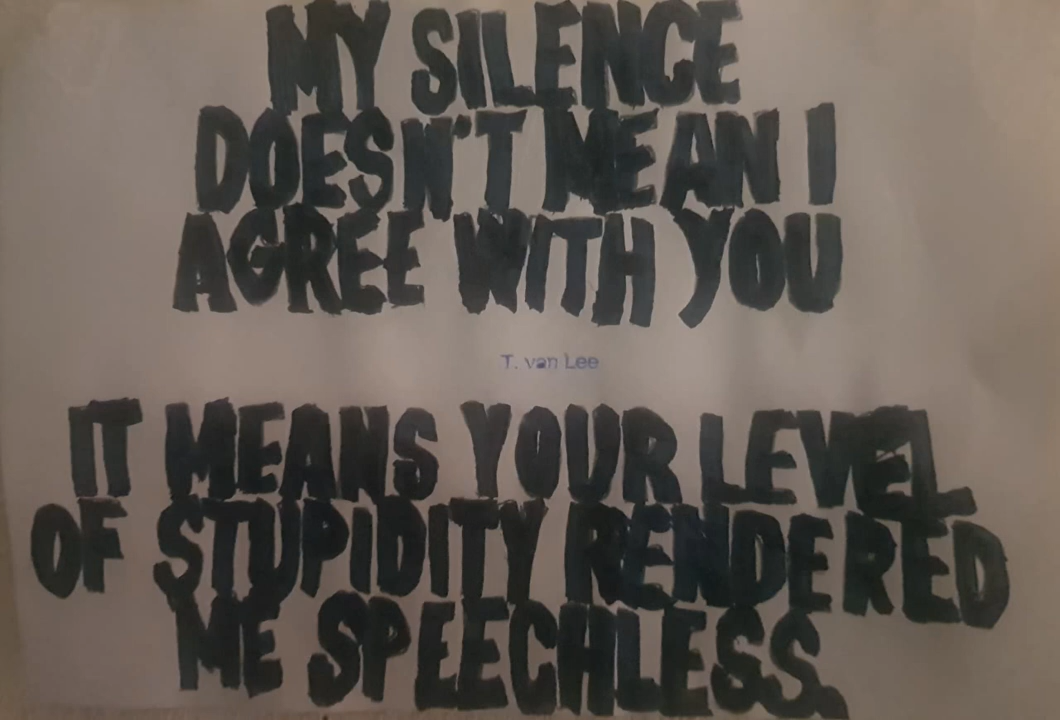 MY SILENCE
DOESN'T MEAN I
AGREE WITH YOU
T. van Lee
IT MEANS YOUR LEVEL
OF STUPIDITY RENDERED
ME SPEECHLESS.